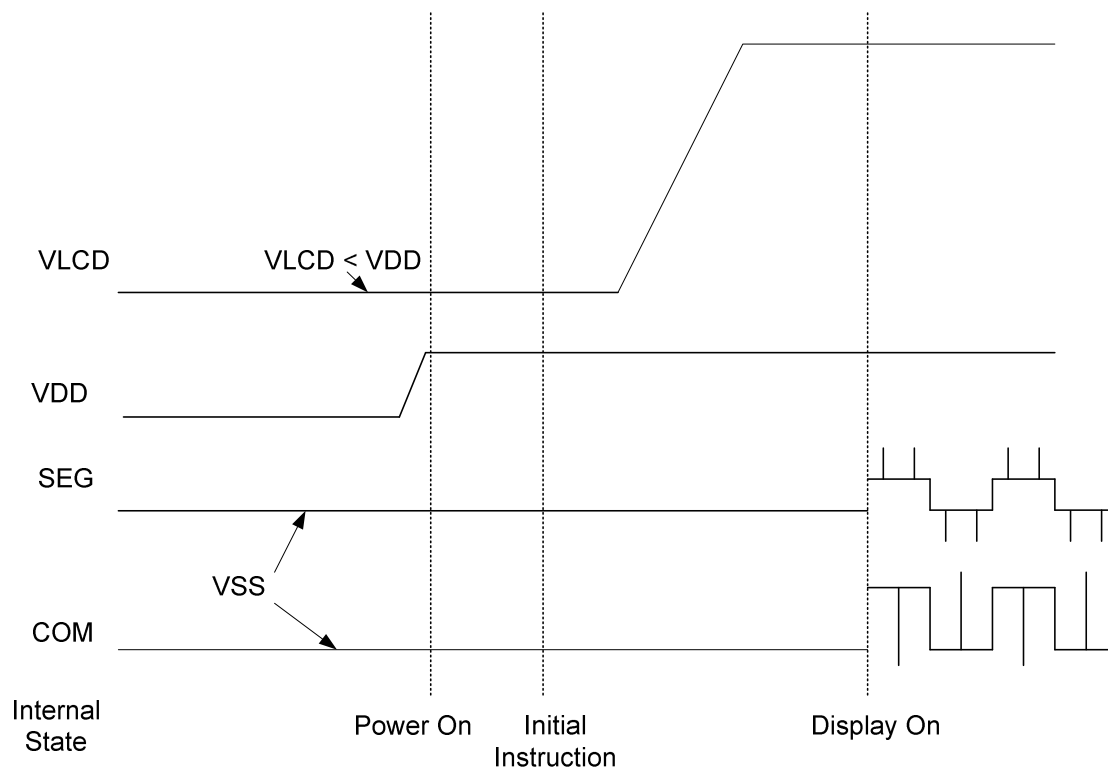 VLCD
VLCD < VDD
VDD
SEG
VSS
COM
Internal
State
Power On
Initial
Instruction
Display On